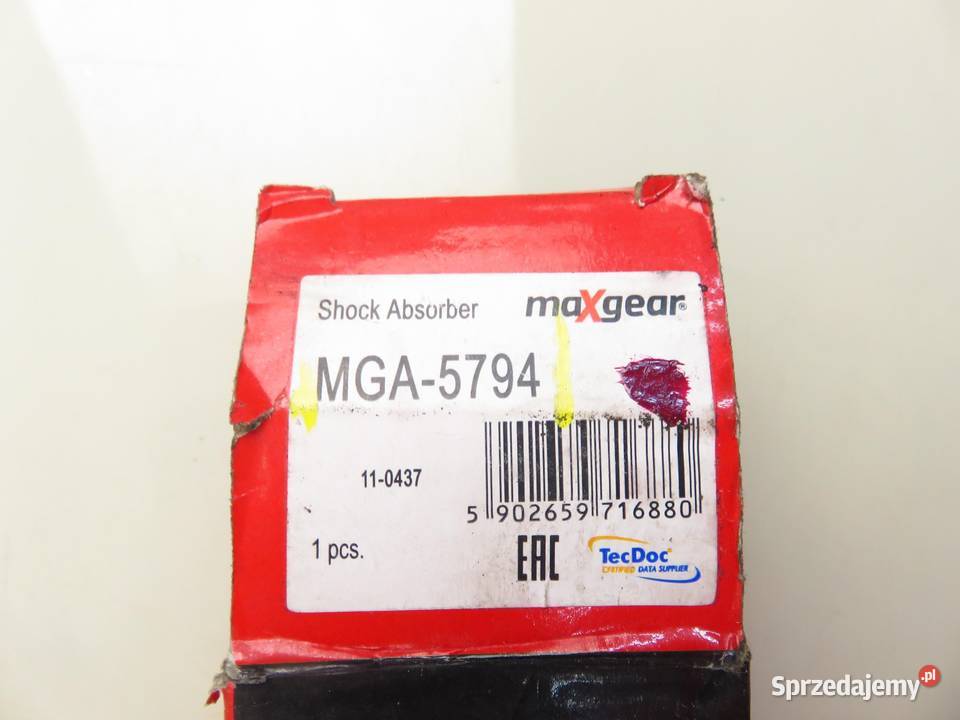 Shock Absorber maXgear®
MGA-5794
11-0437
5 902659 716880
1 pcs. EAC TecDoc
CERTIFIED DATA SUPPLIER
Sprzedajemy.pl